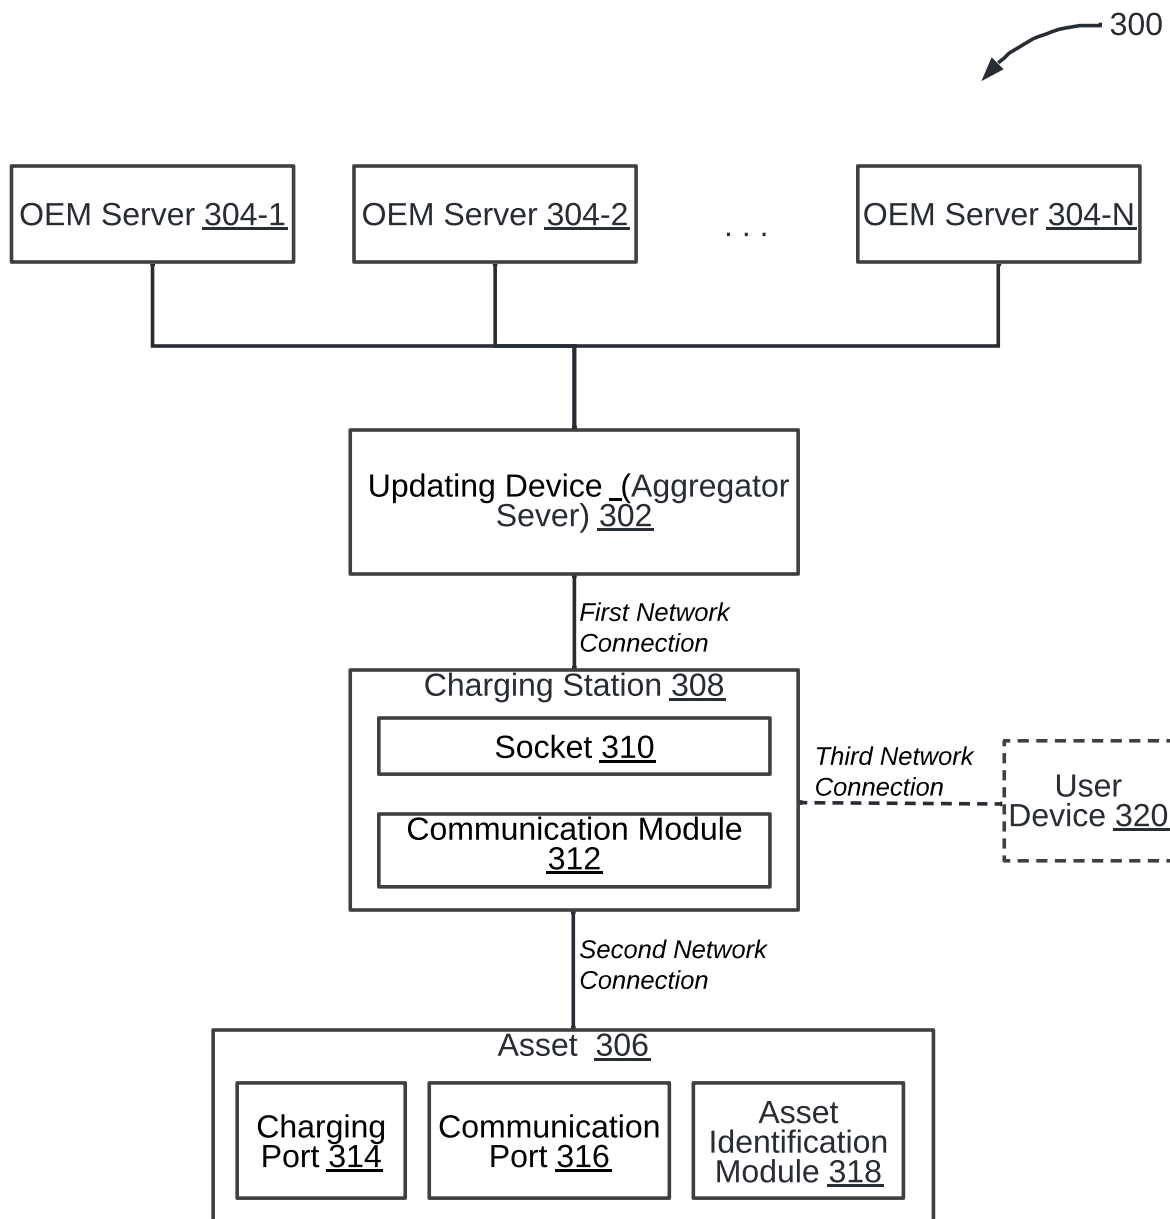 300
OEM Server 304-1
OEM Server 304-2
. . .
OEM Server 304-N
Updating Device _(Aggregator
Sever) 302
First Network
Connection
Charging Station 308
Socket 310
Communication Module
312
Third Network
Connection
User
Device 320
Second Network
Connection
Asset 306
Charging
Port 314
Communication
Port 316
Asset
Identification
Module 318